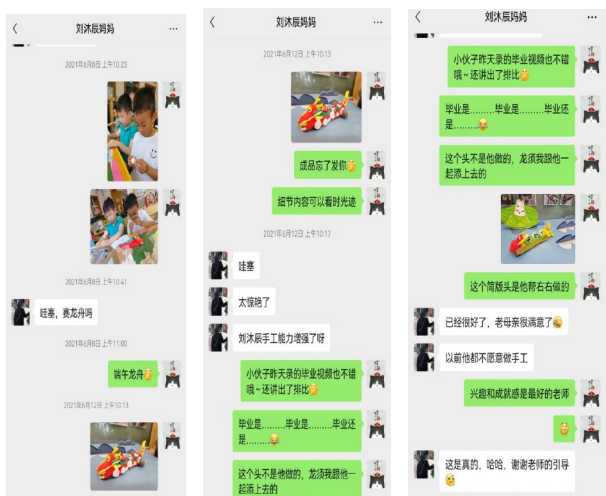 刘沐辰妈妈
2021年6月8日 上午10:23
2021年6月8日 上午10:41
哇塞，赛龙舟吗
2021年6月8日 上午11:00
端午龙舟
2021年6月12日 上午10:13
刘沐辰妈妈
2021年6月12日 上午10:13
成品忘了发你
细节内容可以看时光迹
2021年6月12日 上午10:17
哇塞
太惊艳了
刘沐辰手工能力增强了呀
小伙子昨天录的毕业视频也不错
哦～还讲出了排比
毕业是………毕业是………毕业还
是………
这个头不是他做的，龙须我跟他一
起添上去的
刘沐辰妈妈
小伙子昨天录的毕业视频也不错
哦～还讲出了排比
毕业是………毕业是………毕业还
是………
这个头不是他做的，龙须我跟他一
起添上去的
这个简版头是他帮右右做的
已经很好了，老母亲很满意了
以前他都不愿意做手工
兴趣和成就感是最好的老师
这是真的，哈哈，谢谢老师的引导